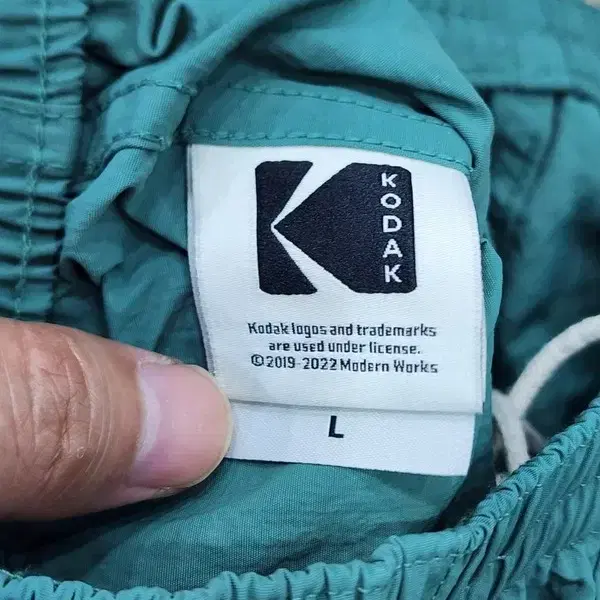 KODAK
Kodak logos and trademarks
are used under license.
©2019-2022 Modern Works
L